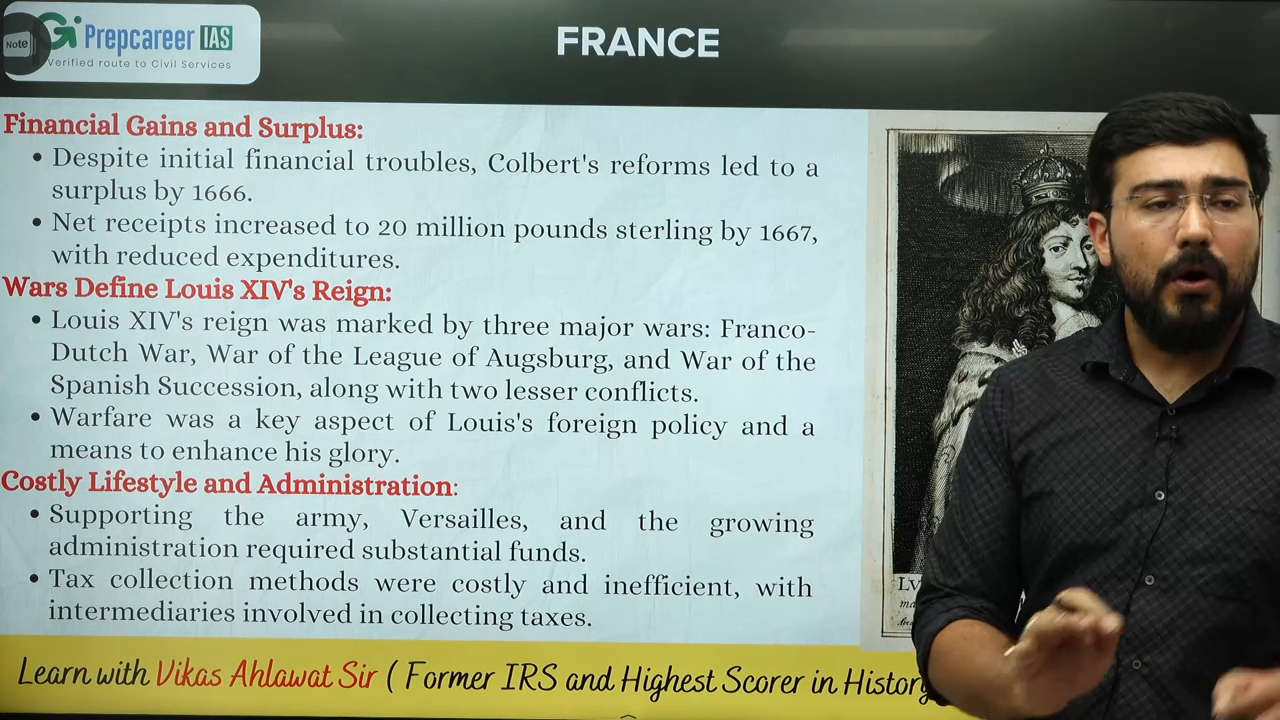 Note
Gi Prepcareer IAS
Verified route to Civil Services
FRANCE
Financial Gains and Surplus:
• Despite initial financial troubles, Colbert's reforms led to a
surplus by 1666.
• Net receipts increased to 20 million pounds sterling by 1667,
with reduced expenditures.
Wars Define Louis XIV's Reign:
• Louis XIV's reign was marked by three major wars: Franco-
Dutch War, War of the League of Augsburg, and War of the
Spanish Succession, along with two lesser conflicts.
• Warfare was a key aspect of Louis's foreign policy and a
means to enhance his glory.
Costly Lifestyle and Administration:
• Supporting the army, Versailles, and the growing
administration required substantial funds.
• Tax collection methods were costly and inefficient, with
intermediaries involved in collecting taxes.
LV
Learn with Vikas Ahlawat Sir ( Former IRS and Highest Scorer in History